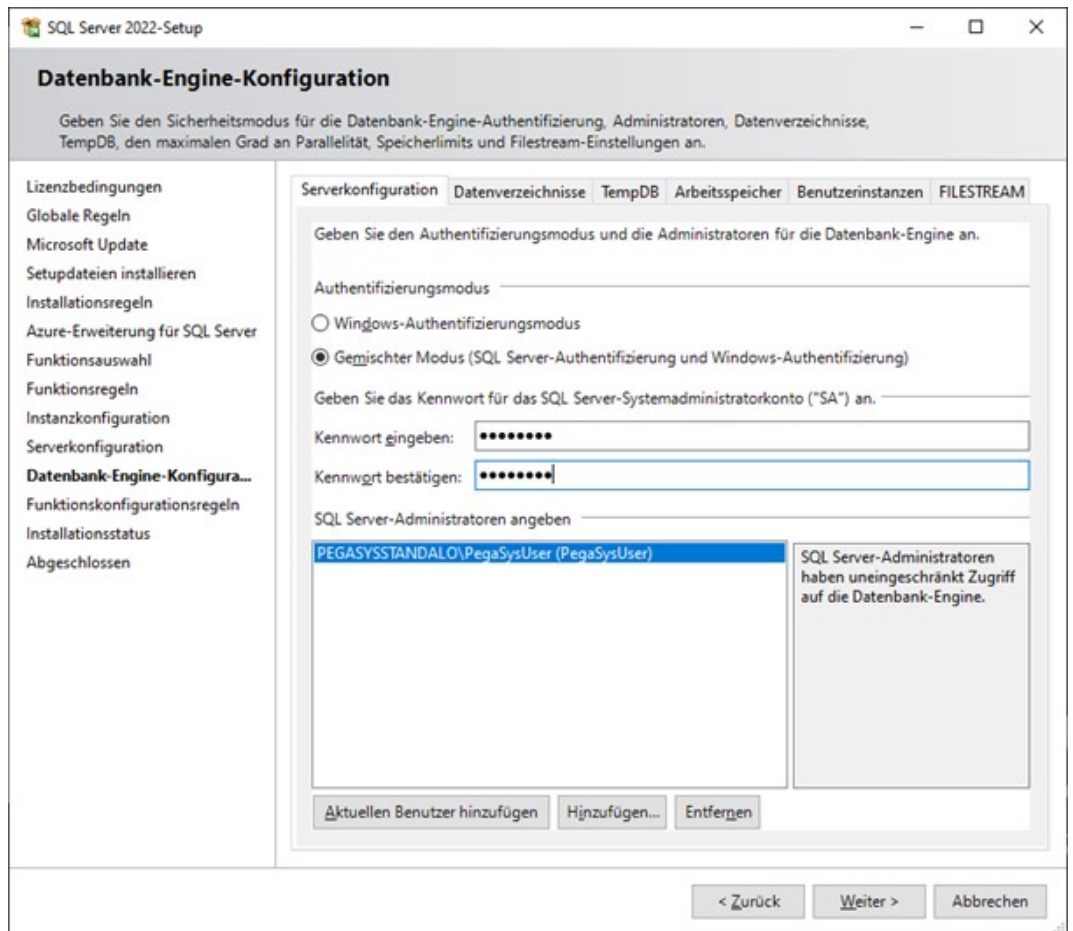 SQL Server 2022-Setup
Datenbank-Engine-Konfiguration
Geben Sie den Sicherheitsmodus für die Datenbank-Engine-Authentifizierung, Administratoren, Datenverzeichnisse,
TempDB, den maximalen Grad an Parallelität, Speicherlimits und Filestream-Einstellungen an.
Lizenzbedingungen
Globale Regeln
Microsoft Update
Setupdateien installieren
Installationsregeln
Azure-Erweiterung für SQL Server
Funktionsauswahl
Funktionsregeln
Instanzkonfiguration
Serverkonfiguration
Datenbank-Engine-Konfigura...
Funktionskonfigurationsregeln
Installationsstatus
Abgeschlossen
Serverkonfiguration Datenverzeichnisse TempDB Arbeitsspeicher Benutzerinstanzen FILESTREAM
Geben Sie den Authentifizierungsmodus und die Administratoren für die Datenbank-Engine an.
Authentifizierungsmodus
Windows-Authentifizierungsmodus
Gemischter Modus (SQL Server-Authentifizierung und Windows-Authentifizierung)
Geben Sie das Kennwort für das SQL Server-Systemadministratorkonto ("SA") an.
Kennwort eingeben: ●●●●●●●●
Kennwort bestätigen: ●●●●●●●●
SQL Server-Administratoren angeben
PEGASYSSTANDALO\PegaSysUser (PegaSysUser)
SQL Server-Administratoren
haben uneingeschränkt Zugriff
auf die Datenbank-Engine.
Aktuellen Benutzer hinzufügen Hinzufügen... Entfernen
< Zurück Weiter > Abbrechen